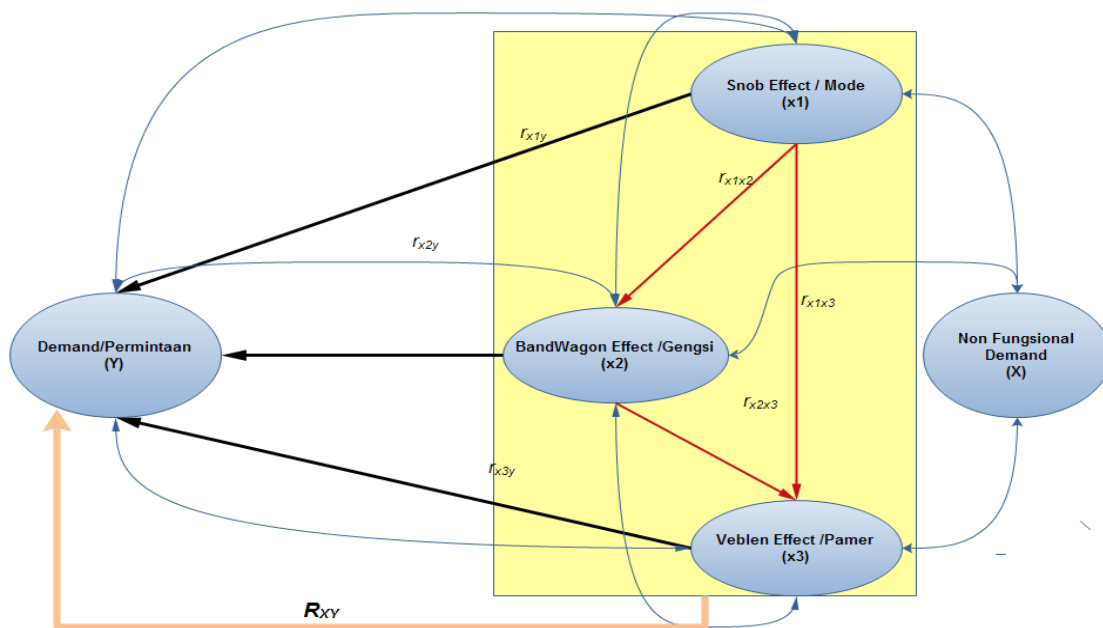 Snob Effect / Mode
(x1)
rx1y
rx1x2
rx2y
rx1x3
Demand/Permintaan
(Y)
BandWagon Effect /Gengsi
(x2)
Non Fungsional
Demand
(X)
rx2x3
rx3y
Veblen Effect /Pamer
(x3)
RXY